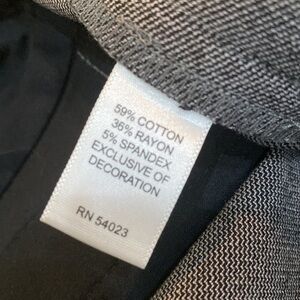 59% COTTON
36% RAYON
5% SPANDEX
EXCLUSIVE OF
DECORATION
RN 54023